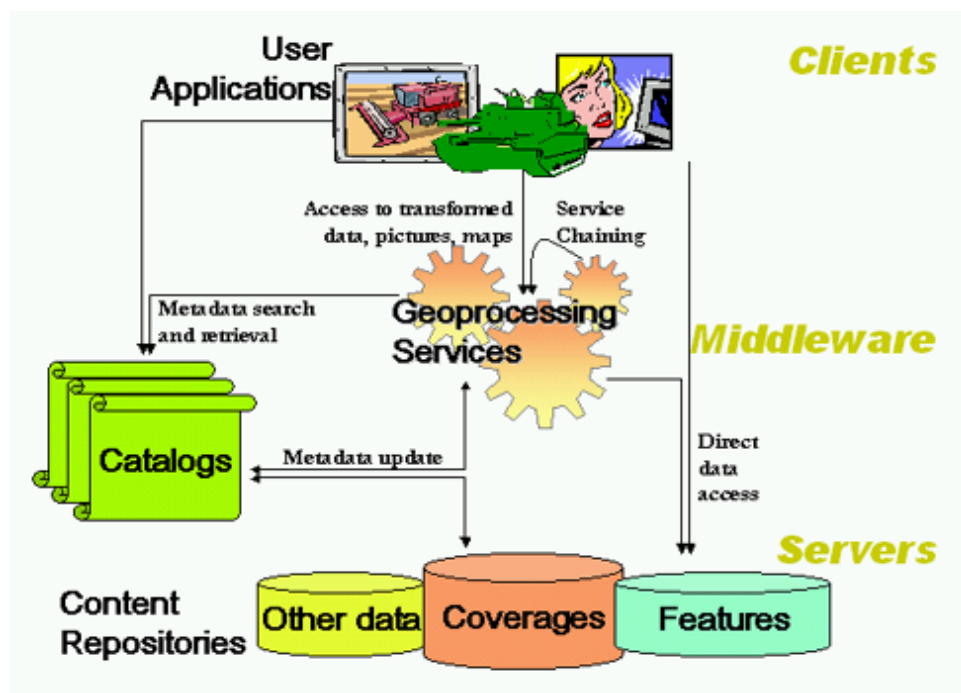 User
Applications
Clients
Access to transformed
data, pictures, maps
Service
Chaining
Metadata search
and retrieval
Geoprocessing
Services
Middleware
Catalogs
Metadata update
Direct
data
access
Servers
Content
Repositories
Other data
Coverages
Features